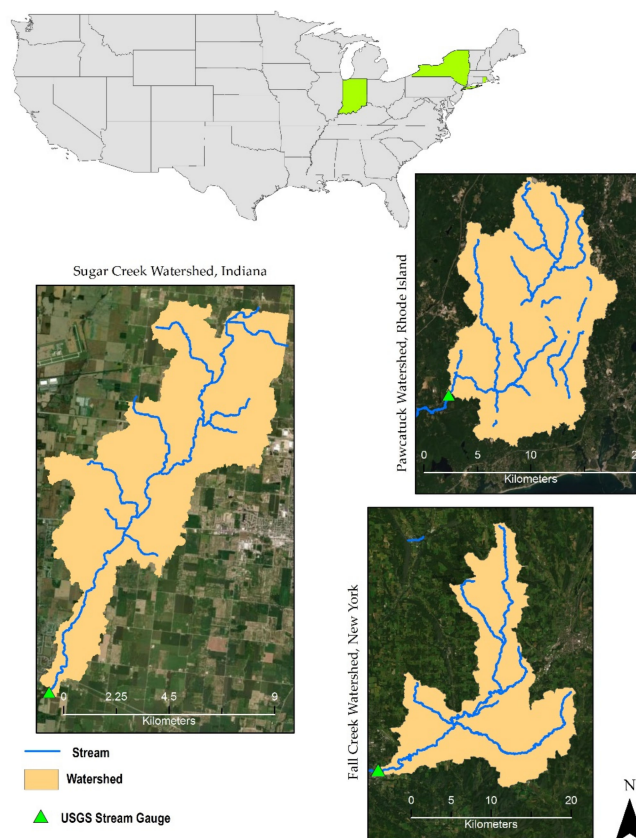 Sugar Creek Watershed, Indiana
Pawcatuck Watershed, Rhode Island
0 5 10 15
Kilometers
0 2.25 4.5 9
Kilometers
Fall Creek Watershed, New York
0 5 10 20
Kilometers
Stream
Watershed
USGS Stream Gauge
N